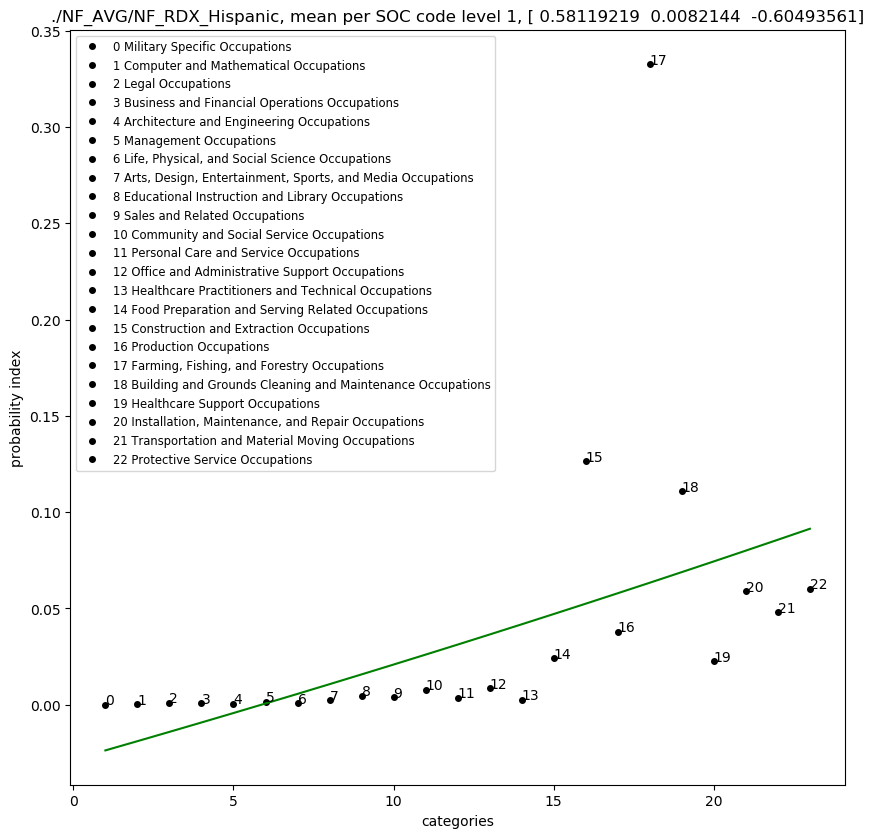 ./NF_AVG/NF_RDX_Hispanic, mean per SOC code level 1, [ 0.58119219  0.0082144  -0.60493561]
0 Military Specific Occupations
1 Computer and Mathematical Occupations
2 Legal Occupations
3 Business and Financial Operations Occupations
4 Architecture and Engineering Occupations
5 Management Occupations
6 Life, Physical, and Social Science Occupations
7 Arts, Design, Entertainment, Sports, and Media Occupations
8 Educational Instruction and Library Occupations
9 Sales and Related Occupations
10 Community and Social Service Occupations
11 Personal Care and Service Occupations
12 Office and Administrative Support Occupations
13 Healthcare Practitioners and Technical Occupations
14 Food Preparation and Serving Related Occupations
15 Construction and Extraction Occupations
16 Production Occupations
17 Farming, Fishing, and Forestry Occupations
18 Building and Grounds Cleaning and Maintenance Occupations
19 Healthcare Support Occupations
20 Installation, Maintenance, and Repair Occupations
21 Transportation and Material Moving Occupations
22 Protective Service Occupations
0.35
0.30
0.25
0.20
0.15
0.10
0.05
0.00
probability index
0
1
2
3
4
5
6
7
8
9
10
11
12
13
14
15
16
17
18
19
20
21
22
0 5 10 15 20
categories